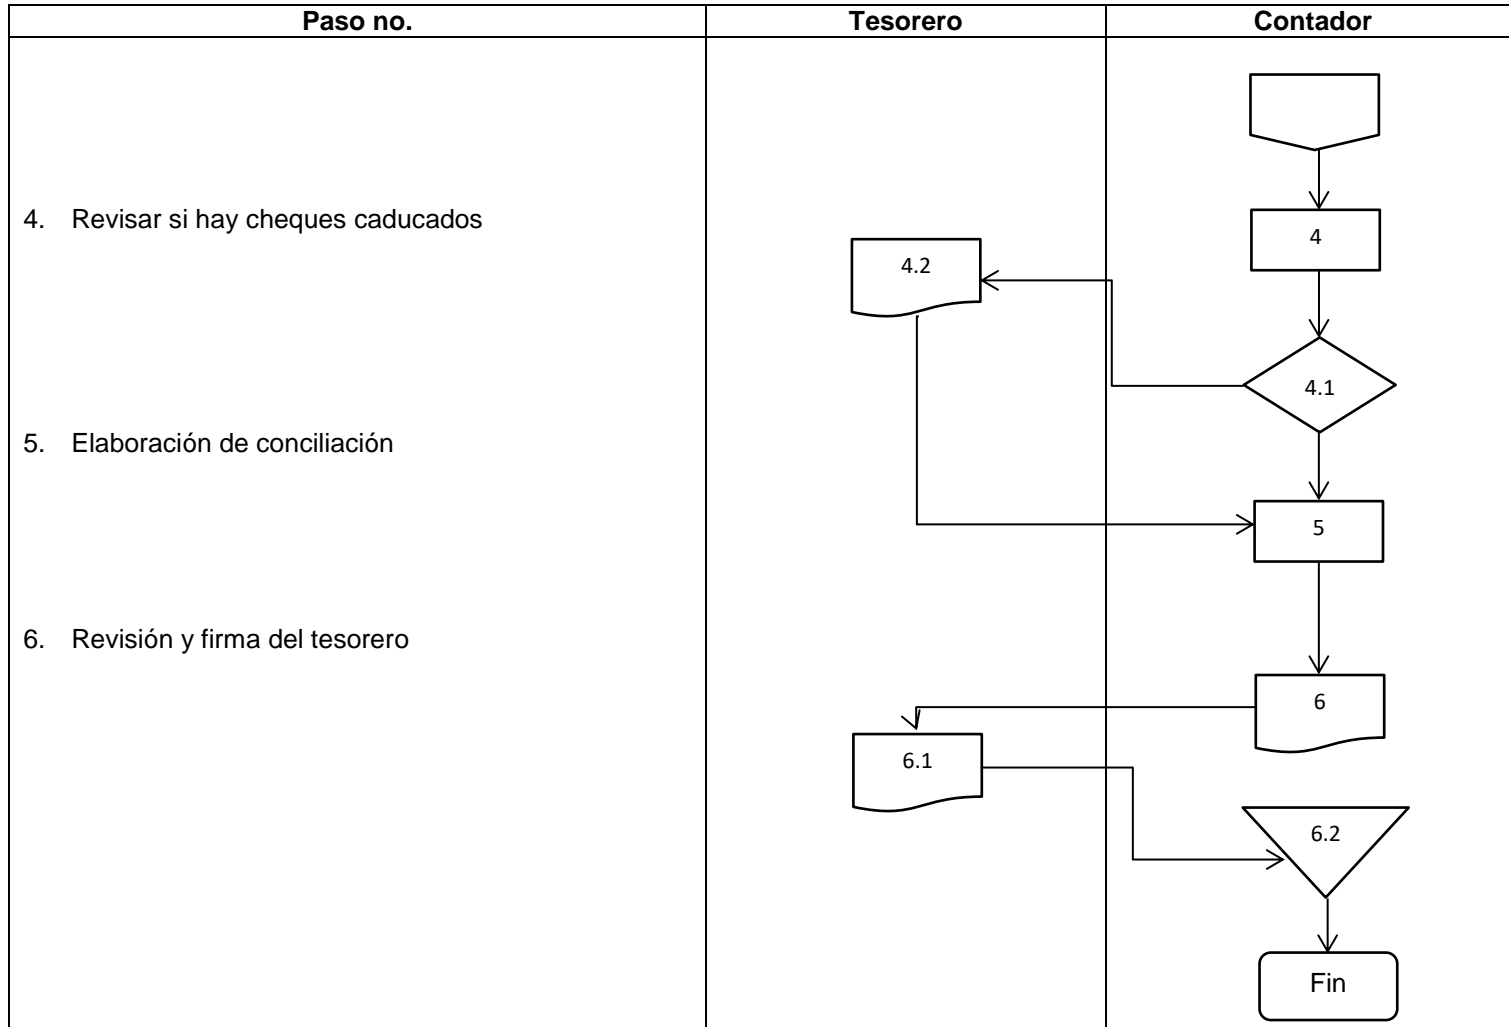 Paso no.
Tesorero
Contador
4. Revisar si hay cheques caducados
4
4.2
4.1
5. Elaboración de conciliación
5
6. Revisión y firma del tesorero
6
6.1
6.2
Fin